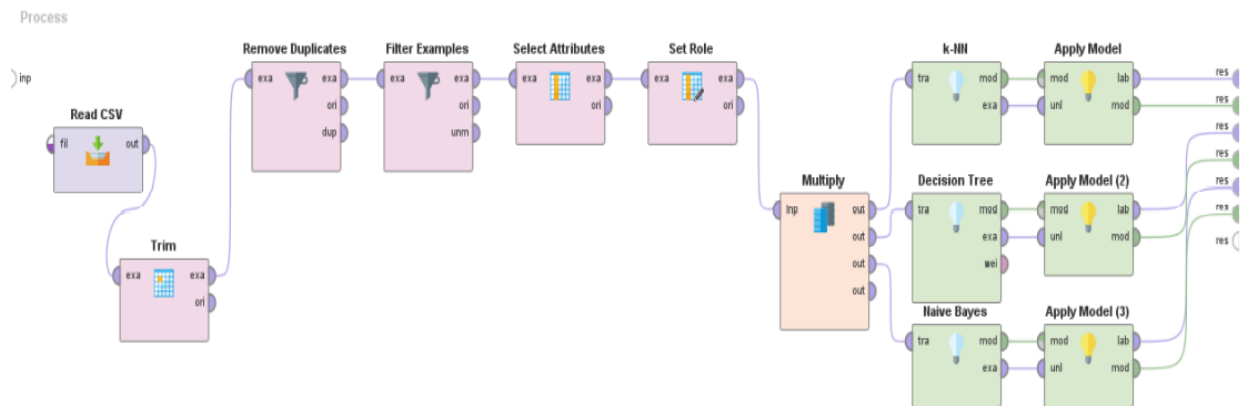 Process
inp
Read CSV
fil out
Trim
exa exa
ori
Remove Duplicates
exa exa
ori
dup
Filter Examples
exa exa
ori
unm
Select Attributes
exa exa
ori
Set Role
exa exa
ori
Multiply
inp out
out
out
out
k-NN
tra mod
exa
Apply Model
mod lab
unl mod
Decision Tree
tra mod
exa
wei
Apply Model (2)
mod lab
unl mod
Naive Bayes
tra mod
exa
Apply Model (3)
mod lab
unl mod
res
res
res
res
res
res
res